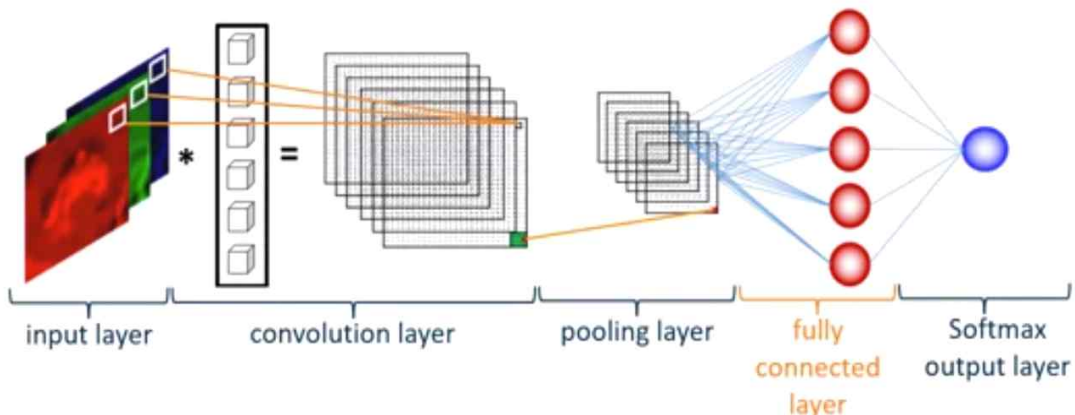 * =
input layer
convolution layer
pooling layer
fully
connected
layer
Softmax
output layer